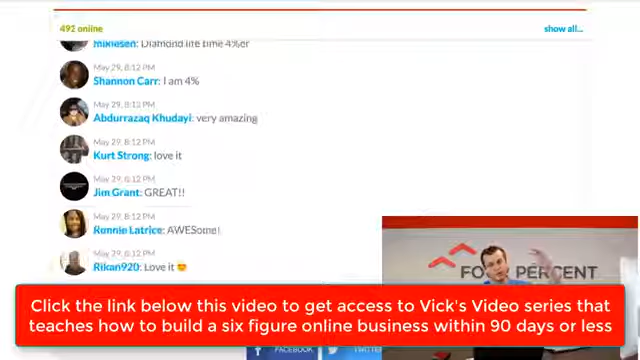 492 online
show all...
mikiesen: Diamond life time 4%er
May 29, 8:12 PM
Shannon Carr: I am 4%
May 29, 8:12 PM
Abdurrazaq Khudayi: very amazing
May 29, 8:12 PM
Kurt Strong: love it
May 29, 8:12 PM
Jim Grant: GREAT!!
May 29, 8:12 PM
Ronnie Latrice: AWESome!
May 29, 8:12 PM
Rikan920: Love it 😍
PERCENT
Click the link below this video to get access to Vick's Video series that
teaches how to build a six figure online business within 90 days or less
FACEBOOK
TWITTER